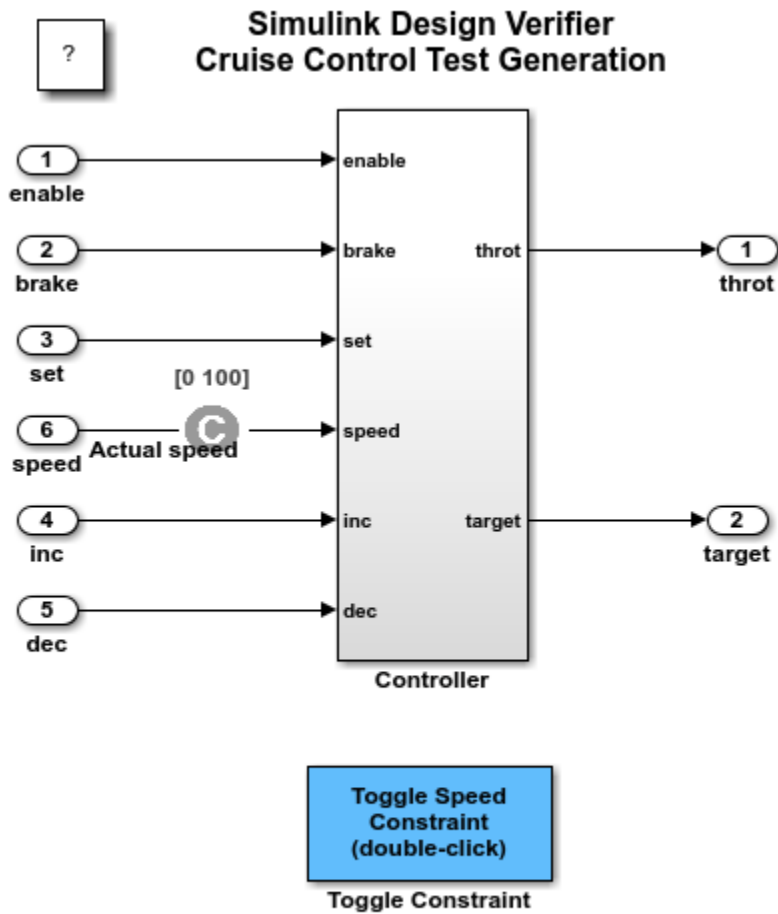 Simulink Design Verifier
Cruise Control Test Generation
?
1
enable
enable
2
brake
brake
throt
1
throt
3
set
set
[0 100]
6
speed
Actual speed
C
speed
4
inc
inc
target
2
target
5
dec
dec
Controller
Toggle Speed
Constraint
(double-click)
Toggle Constraint